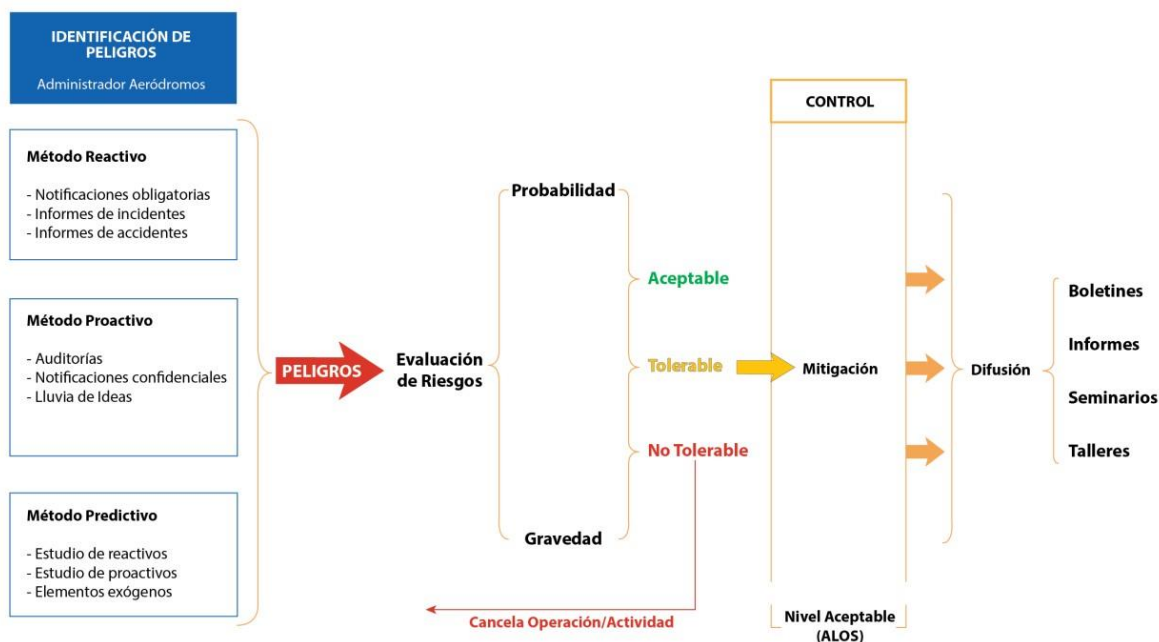 IDENTIFICACIÓN DE
PELIGROS
Administrador Aeródromos
Método Reactivo
- Notificaciones obligatorias
- Informes de incidentes
- Informes de accidentes
Método Proactivo
- Auditorías
- Notificaciones confidenciales
- Lluvia de Ideas
Método Predictivo
- Estudio de reactivos
- Estudio de proactivos
- Elementos exógenos
PELIGROS
Evaluación
de Riesgos
Probabilidad
Gravedad
Aceptable
Tolerable
No Tolerable
Cancela Operación/Actividad
CONTROL
Mitigación
Nivel Aceptable
(ALOS)
Difusión
Boletines
Informes
Seminarios
Talleres